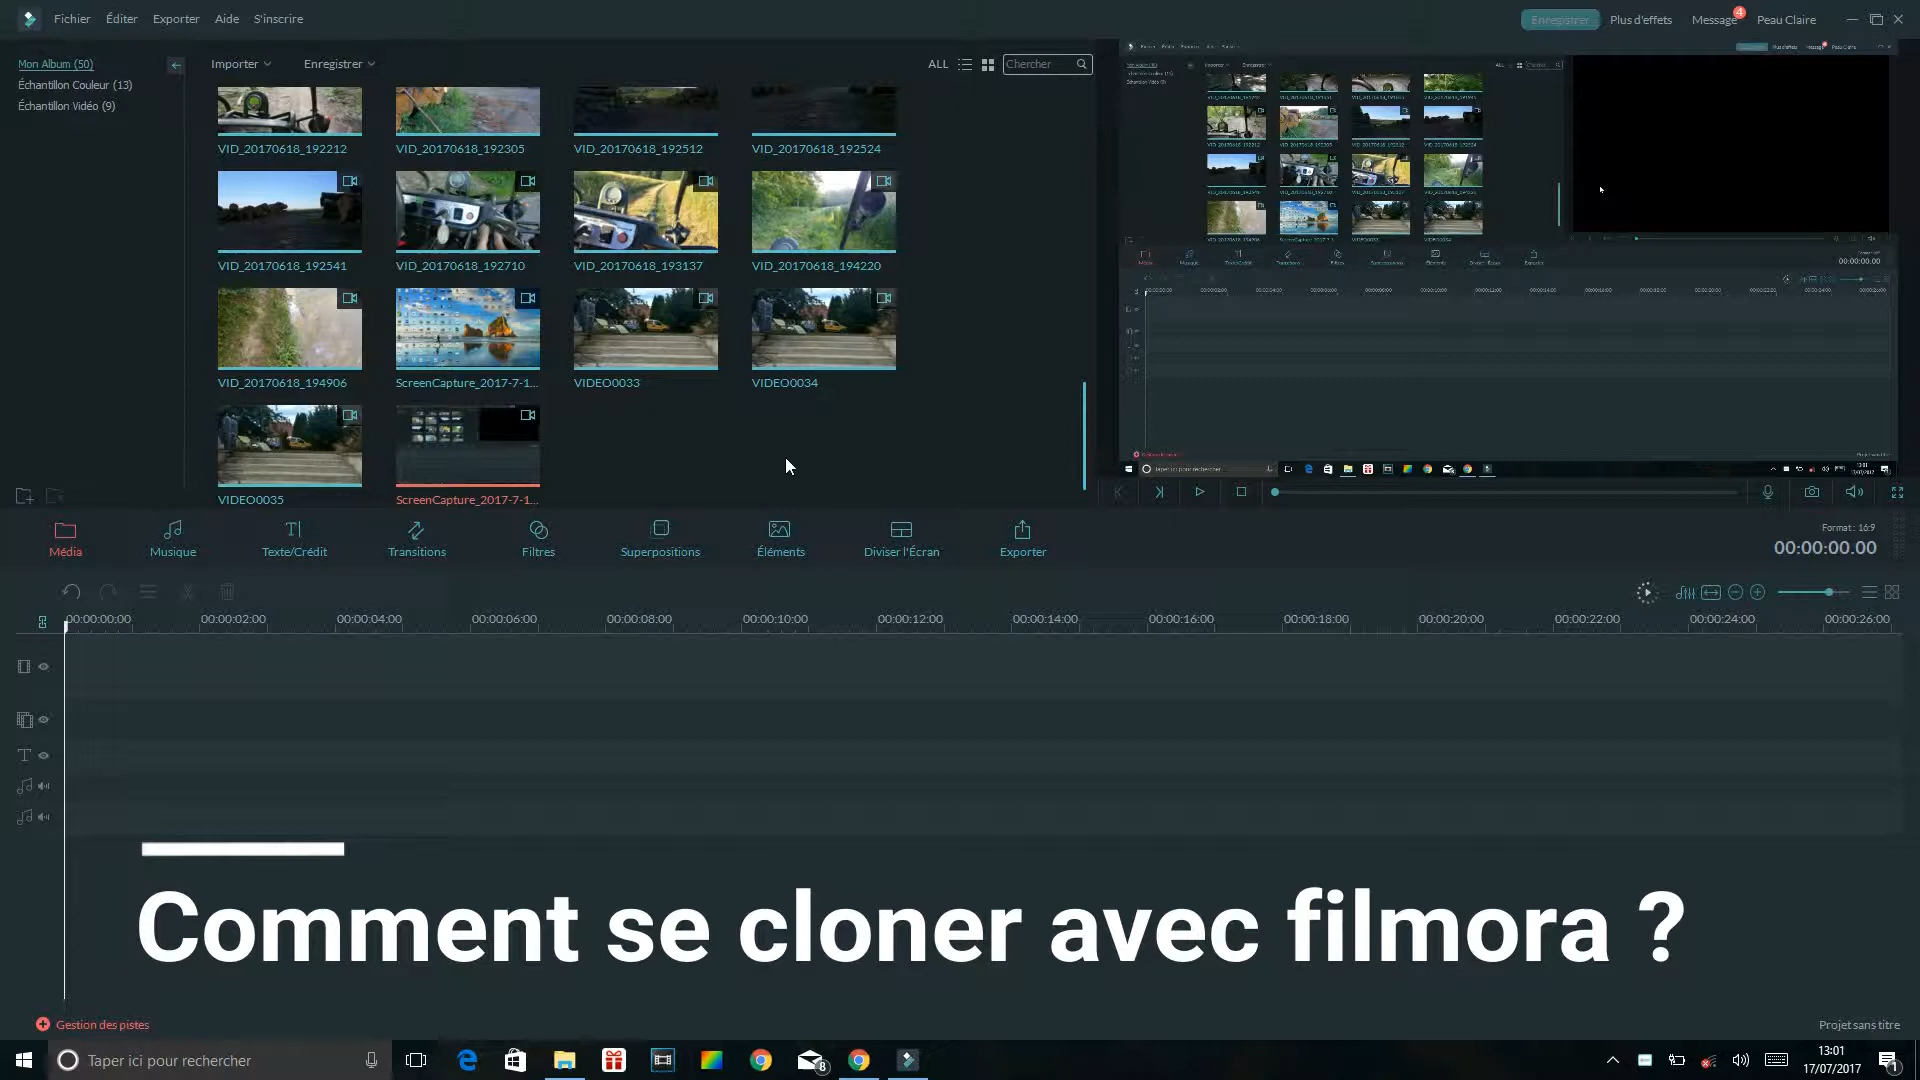 Fichier Éditer Exporter Aide S'inscrire
Enregistrer Plus d'effets Message 4 Peau Claire
Mon Album (50)
Échantillon Couleur (13)
Échantillon Vidéo (9)
Importer Enregistrer ALL Chercher
VID_20170618_192212 VID_20170618_192305 VID_20170618_192512 VID_20170618_192524
VID_20170618_192541 VID_20170618_192710 VID_20170618_193137 VID_20170618_194220
VID_20170618_194906 ScreenCapture_2017-7-1... VIDEO0033 VIDEO0034
VIDEO0035 ScreenCapture_2017-7-1...
Média Musique Texte/Crédit Transitions Filtres Superpositions Éléments Diviser l'Écran Exporter
Format : 16:9
00:00:00.00
00:00:00:00 00:00:02:00 00:00:04:00 00:00:06:00 00:00:08:00 00:00:10:00 00:00:12:00 00:00:14:00 00:00:16:00 00:00:18:00 00:00:20:00 00:00:22:00 00:00:24:00 00:00:26:00
Comment se cloner avec filmora ?
Gestion des pistes
Projet sans titre
Taper ici pour rechercher
8
13:01
17/07/2017
1